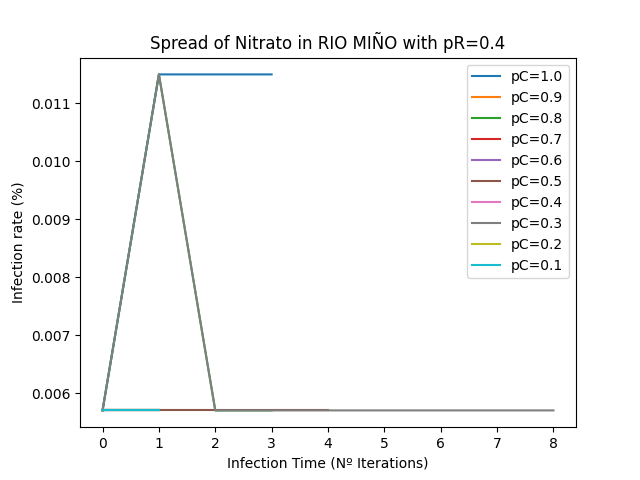 Spread of Nitrato in RIO MIÑO with pR=0.4
Infection rate (%)
0.011
0.010
0.009
0.008
0.007
0.006
0 1 2 3 4 5 6 7 8
Infection Time (Nº Iterations)
pC=1.0
pC=0.9
pC=0.8
pC=0.7
pC=0.6
pC=0.5
pC=0.4
pC=0.3
pC=0.2
pC=0.1